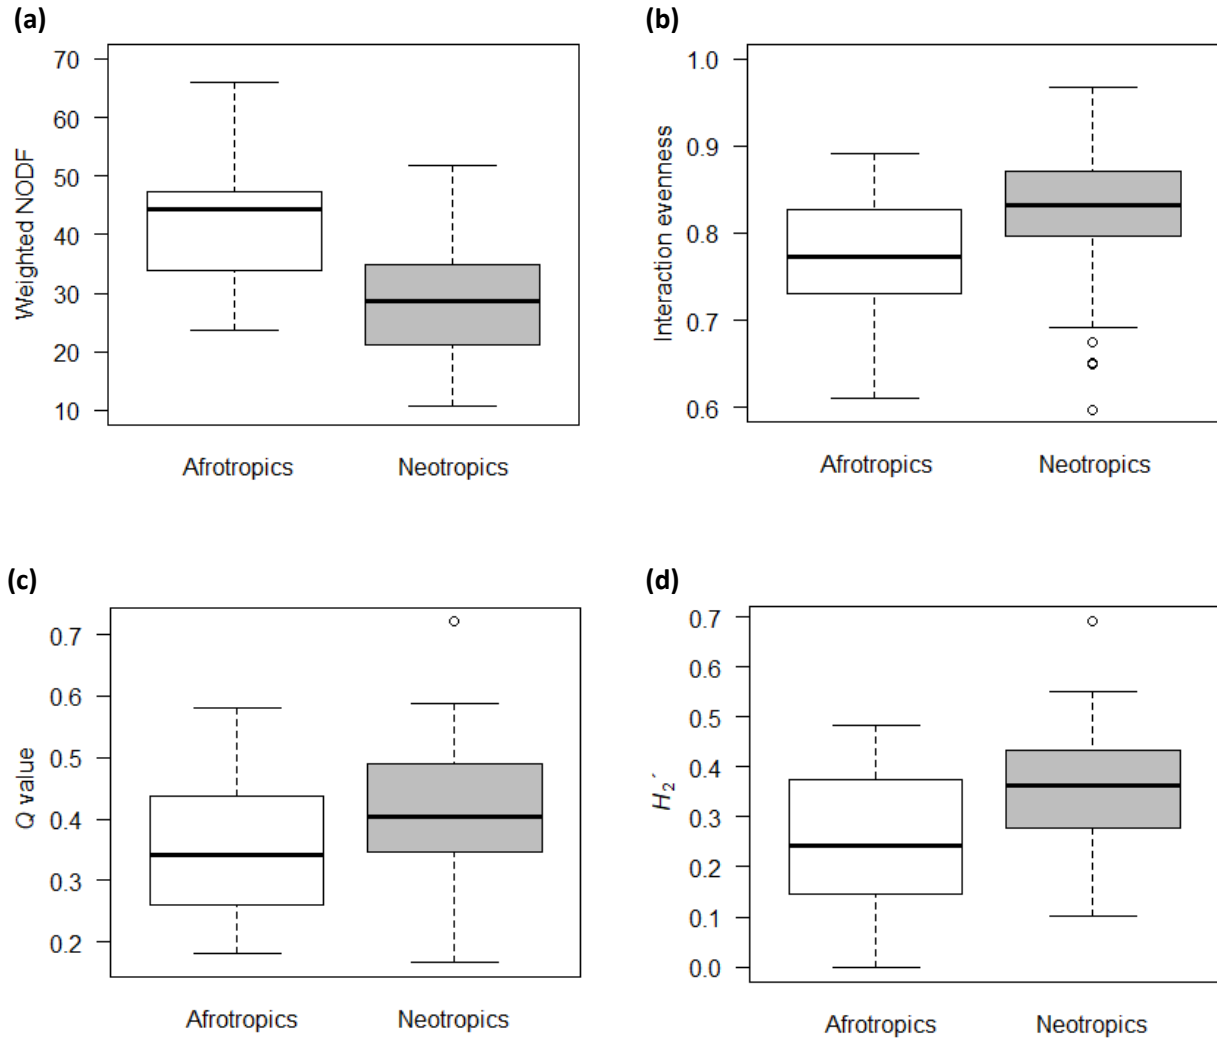 (a)
70
60
50
40
30
20
10
Weighted NODF
Afrotropics Neotropics
(b)
1.0
0.9
0.8
0.7
0.6
Interaction evenness
Afrotropics Neotropics
(c)
0.7
0.6
0.5
0.4
0.3
0.2
Q value
Afrotropics Neotropics
(d)
0.7
0.6
0.5
0.4
0.3
0.2
0.1
0.0
H₂´
Afrotropics Neotropics